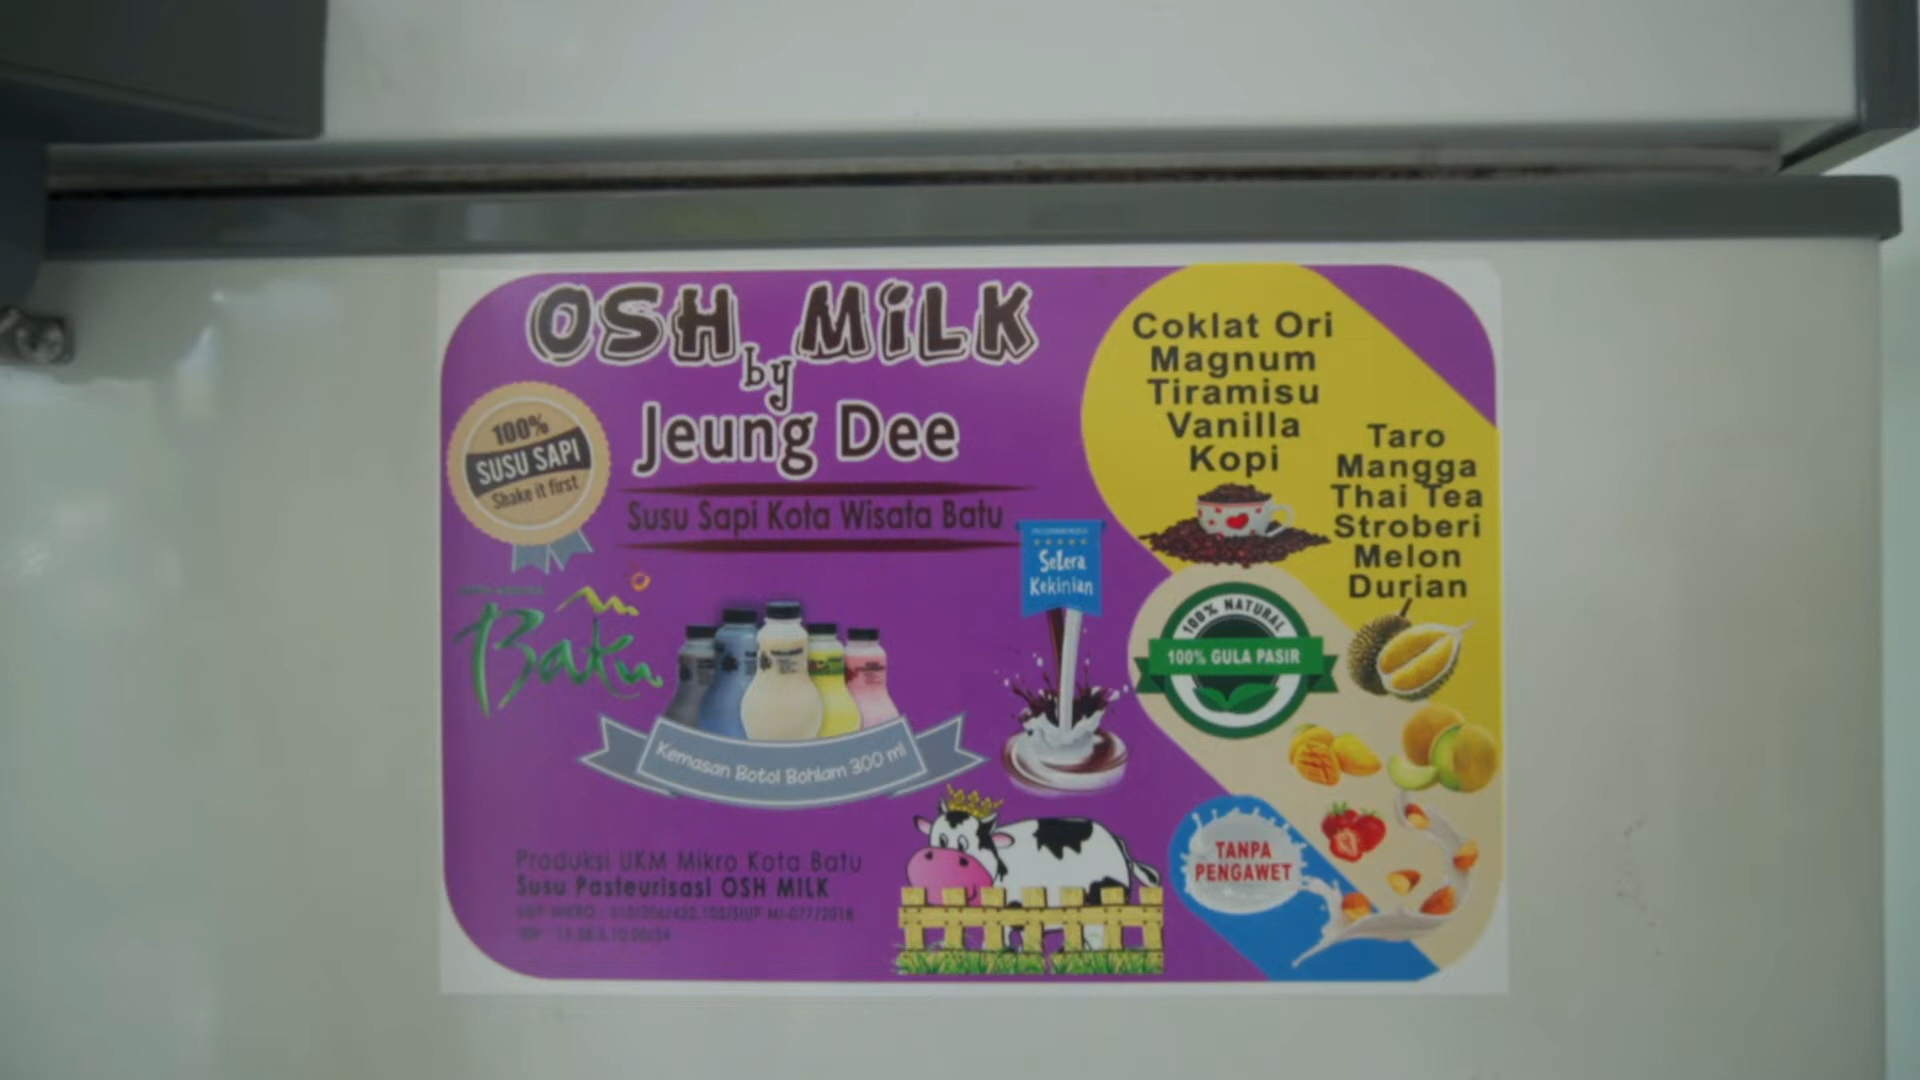 OSH MiLK
by
Jeung Dee
Susu Sapi Kota Wisata Batu
100%
SUSU SAPI
Shake it first
Batu
Selera
Kekinian
Kemasan Botol Bohlam 300 ml
Coklat Ori
Magnum
Tiramisu
Vanilla
Kopi
Taro
Mangga
Thai Tea
Stroberi
Melon
Durian
100% NATURAL
100% GULA PASIR
TANPA
PENGAWET
Produksi UKM Mikro Kota Batu
Susu Pasteurisasi OSH MILK